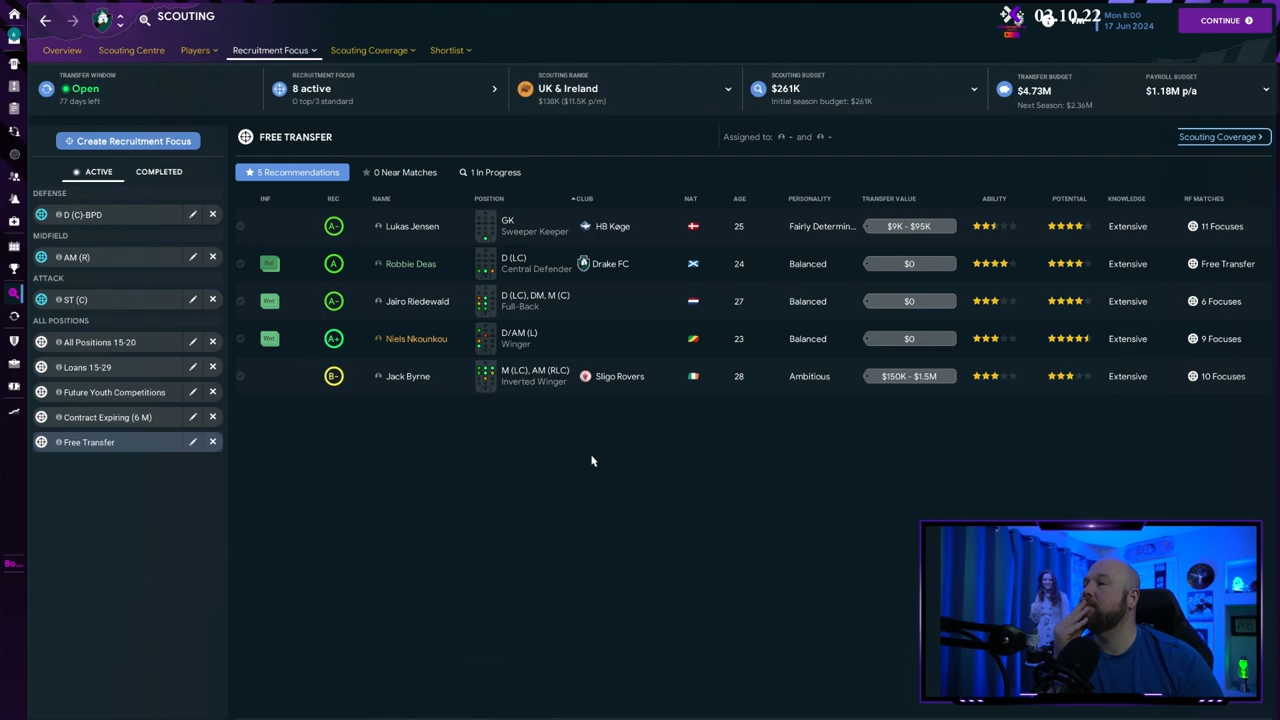 SCOUTING
03.10.22
Mon 8:00
17 Jun 2024
CONTINUE
Overview
Scouting Centre
Players
Recruitment Focus
Scouting Coverage
Shortlist
TRANSFER WINDOW
Open
77 days left
RECRUITMENT FOCUS
8 active
0 top/3 standard
SCOUTING RANGE
UK & Ireland
$138K ($11.5K p/m)
SCOUTING BUDGET
$261K
Initial season budget: $261K
TRANSFER BUDGET
$4.73M
Next Season: $2.36M
PAYROLL BUDGET
$1.18M p/a
Create Recruitment Focus
ACTIVE
COMPLETED
DEFENSE
D (C)-BPD
MIDFIELD
AM (R)
ATTACK
ST (C)
ALL POSITIONS
All Positions 15-20
Loans 15-29
Future Youth Competitions
Contract Expiring (6 M)
Free Transfer
FREE TRANSFER
Assigned to: - and -
Scouting Coverage >
5 Recommendations
0 Near Matches
1 In Progress
INF REC NAME POSITION CLUB NAT AGE PERSONALITY TRANSFER VALUE ABILITY POTENTIAL KNOWLEDGE RF MATCHES
A- Lukas Jensen GK HB Køge 25 Fairly Determin... $9K - $95K Extensive 11 Focuses
Sweeper Keeper
A Robbie Deas D (LC) Drake FC 24 Balanced $0 Extensive Free Transfer
Central Defender
Wnt A- Jairo Riedewald D (LC), DM, M (C) 27 Balanced $0 Extensive 6 Focuses
Full-Back
Wnt A+ Niels Nkounkou D/AM (L) 23 Balanced $0 Extensive 9 Focuses
Winger
B- Jack Byrne M (LC), AM (RLC) Sligo Rovers 28 Ambitious $150K - $1.5M Extensive 10 Focuses
Inverted Winger
Bo...